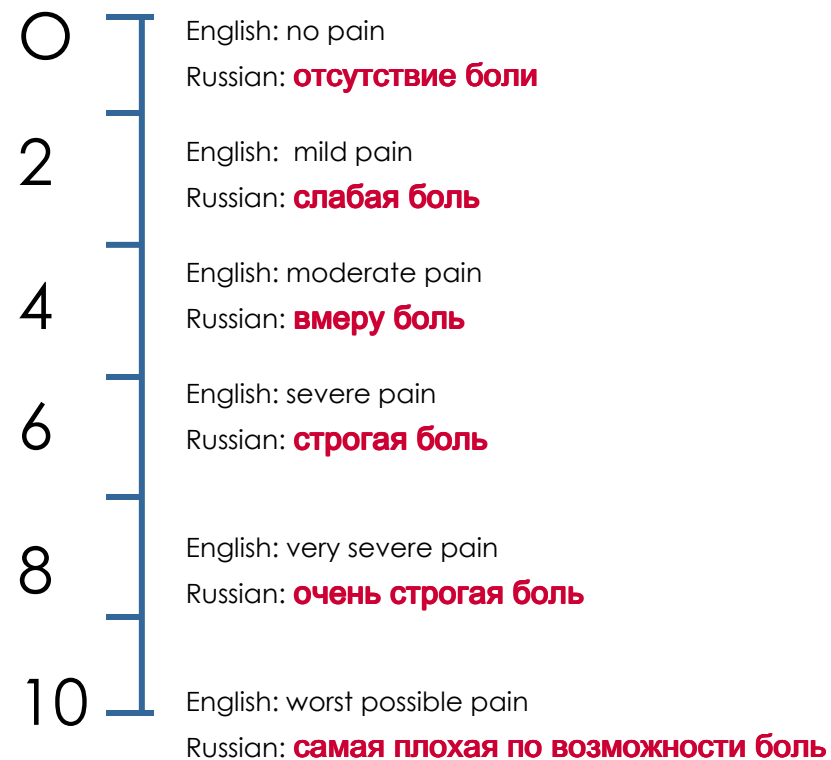 0
English: no pain
Russian: отсутствие боли
2
English: mild pain
Russian: слабая боль
4
English: moderate pain
Russian: вмеру боль
6
English: severe pain
Russian: строгая боль
8
English: very severe pain
Russian: очень строгая боль
10
English: worst possible pain
Russian: самая плохая по возможности боль